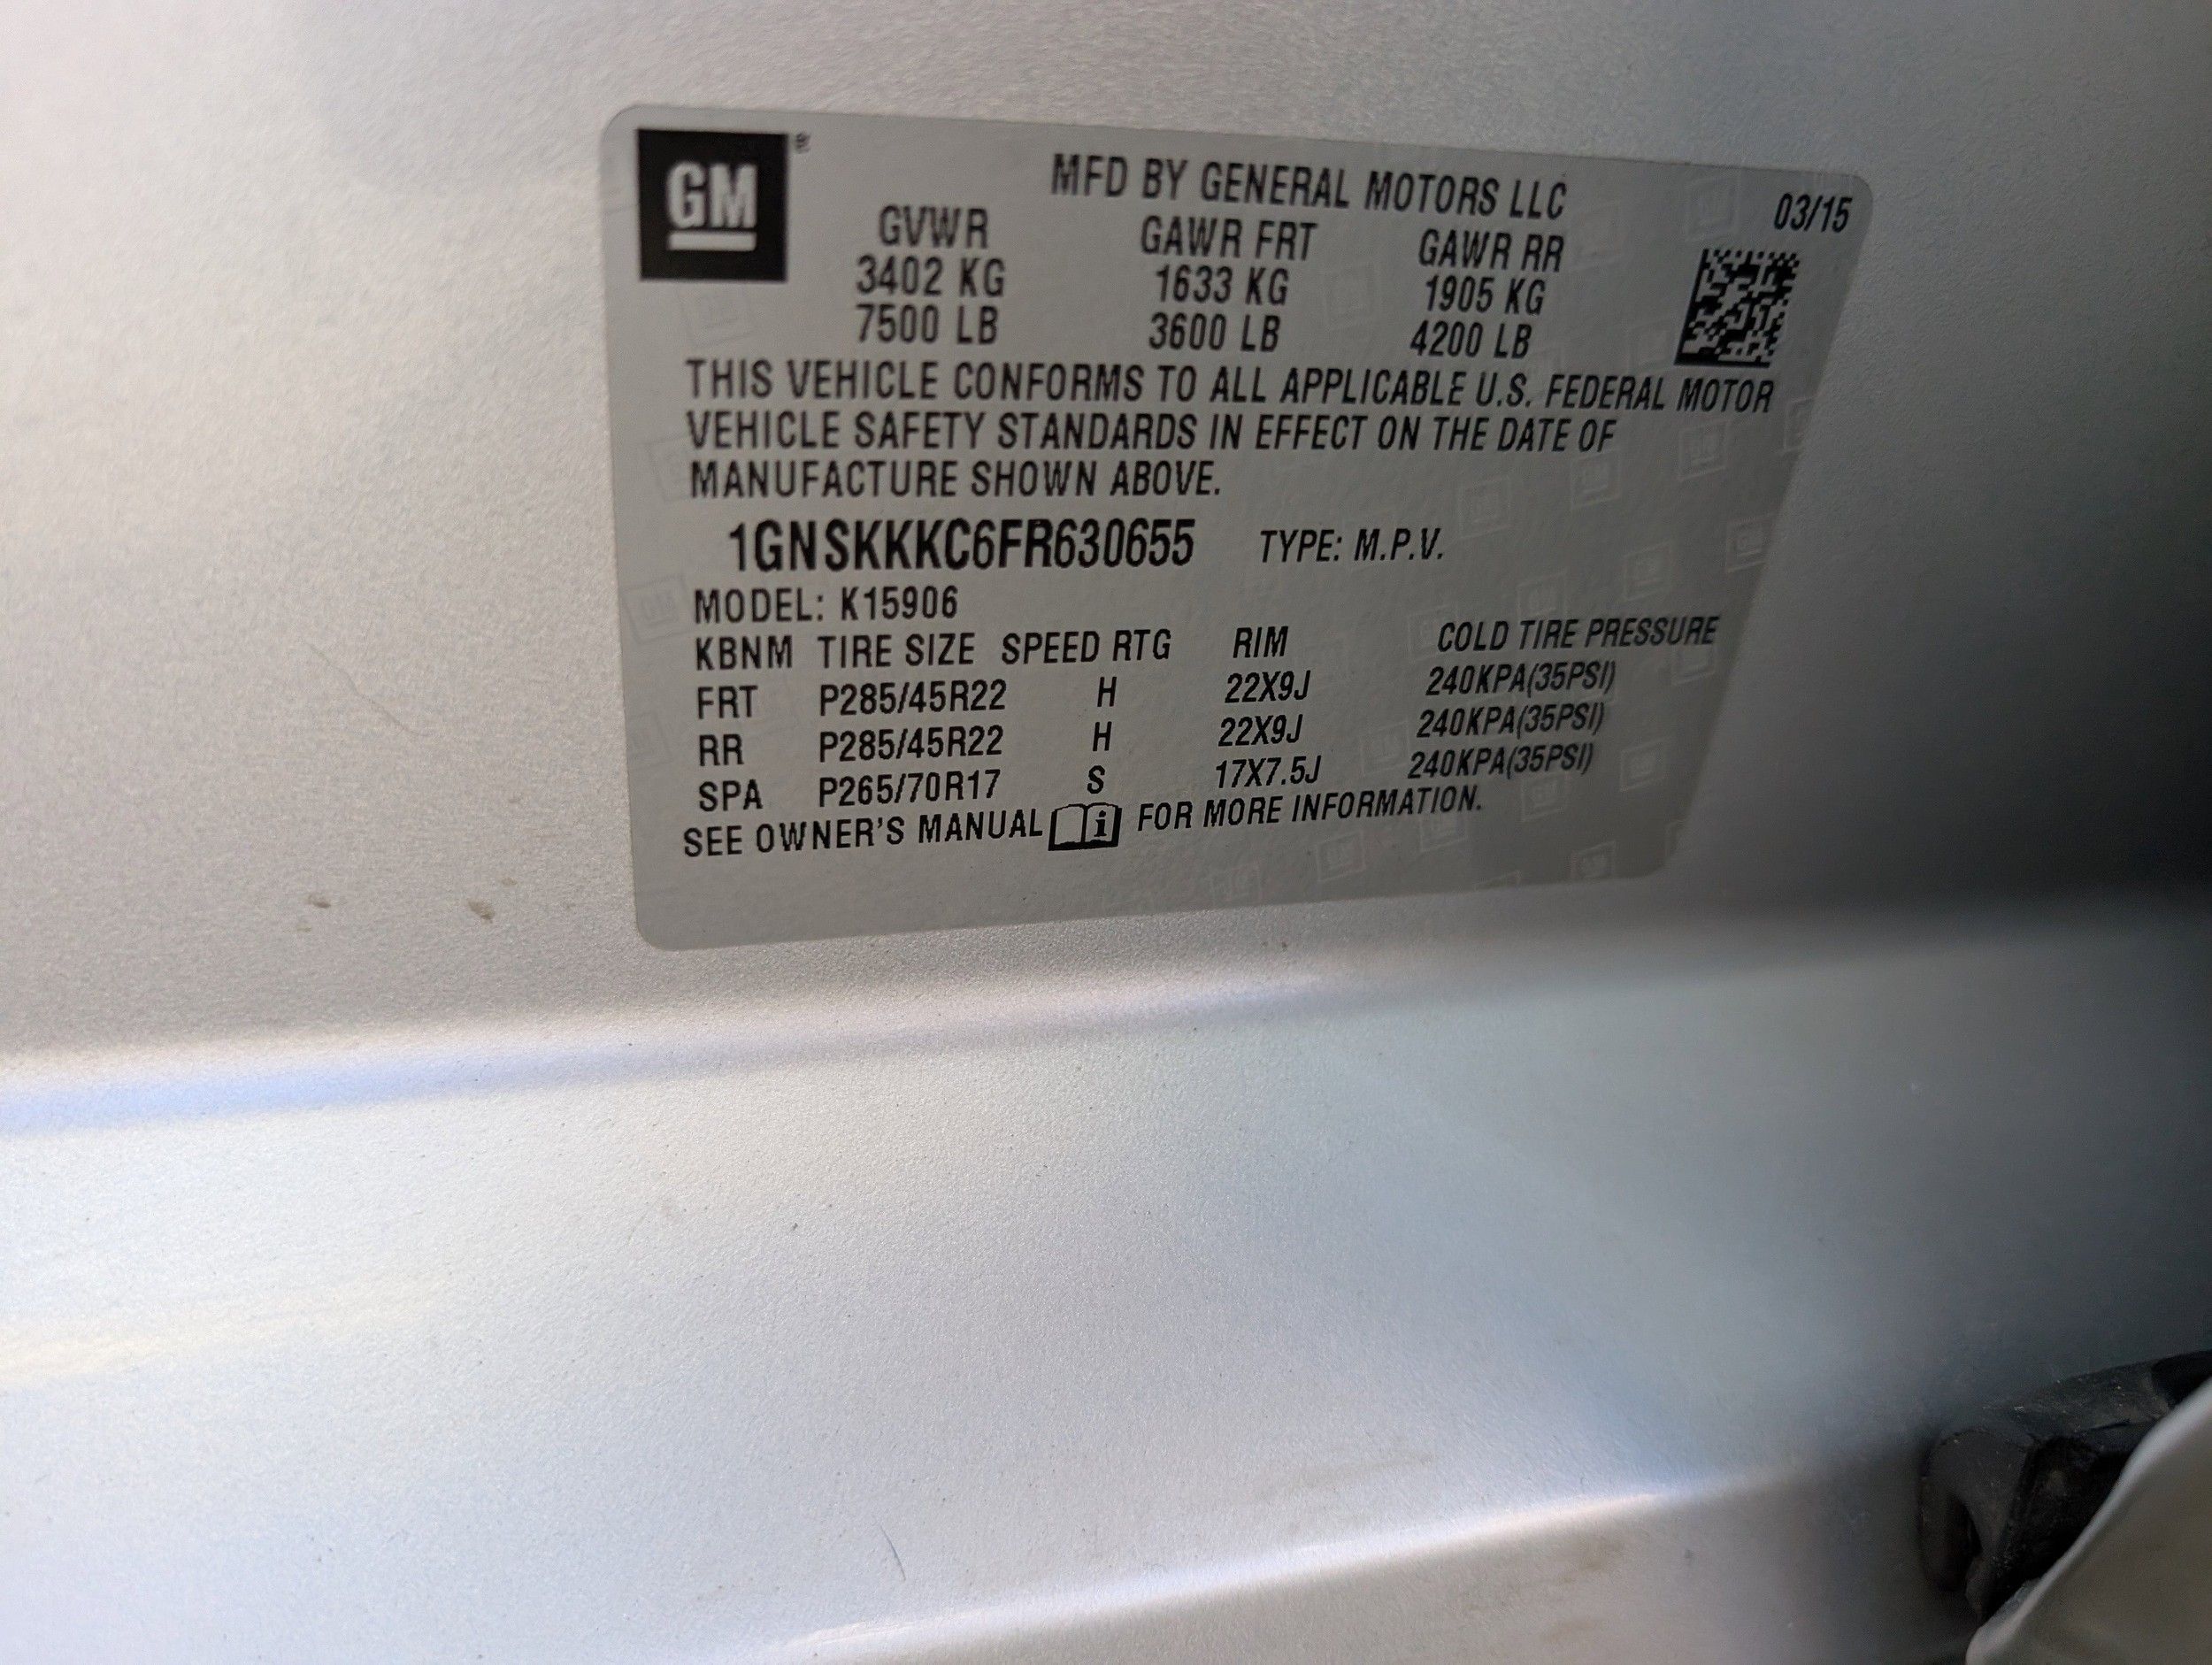 GM ®
MFD BY GENERAL MOTORS LLC
03/15
GVWR GAWR FRT GAWR RR
3402 KG 1633 KG 1905 KG
7500 LB 3600 LB 4200 LB
THIS VEHICLE CONFORMS TO ALL APPLICABLE U.S. FEDERAL MOTOR
VEHICLE SAFETY STANDARDS IN EFFECT ON THE DATE OF
MANUFACTURE SHOWN ABOVE.
1GNSKKKC6FR630655 TYPE: M.P.V.
MODEL: K15906
KBNM TIRE SIZE SPEED RTG RIM COLD TIRE PRESSURE
FRT P285/45R22 H 22X9J 240KPA(35PSI)
RR P285/45R22 H 22X9J 240KPA(35PSI)
SPA P265/70R17 S 17X7.5J 240KPA(35PSI)
SEE OWNER'S MANUAL i FOR MORE INFORMATION.